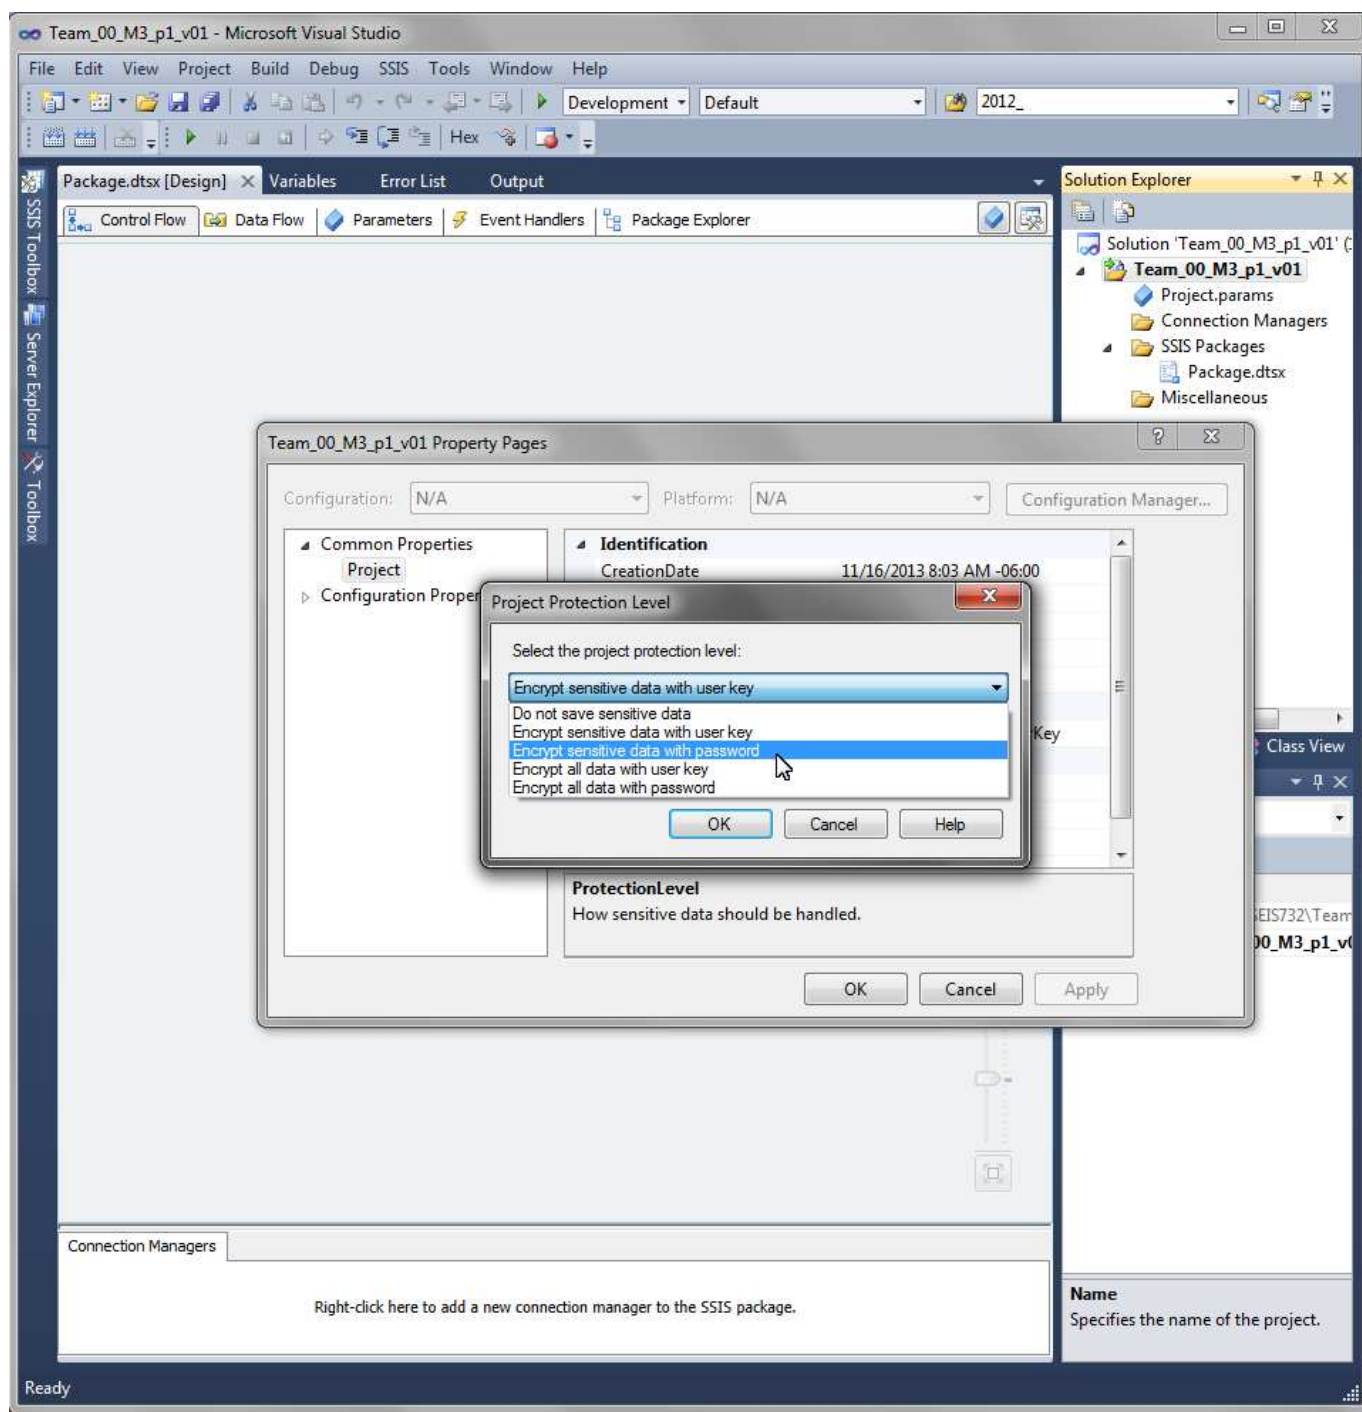 Team_00_M3_p1_v01 - Microsoft Visual Studio
File Edit View Project Build Debug SSIS Tools Window Help
Development Default 2012_
Hex
Package.dtsx [Design] Variables Error List Output
Solution Explorer
Control Flow Data Flow Parameters Event Handlers Package Explorer
SSIS Toolbox
Server Explorer
Toolbox
Solution 'Team_00_M3_p1_v01' (
Team_00_M3_p1_v01
Project.params
Connection Managers
SSIS Packages
Package.dtsx
Miscellaneous
Team_00_M3_p1_v01 Property Pages
Configuration: N/A Platform: N/A Configuration Manager...
Common Properties
Project
Configuration Proper
Identification
CreationDate 11/16/2013 8:03 AM -06:00
Project Protection Level
Select the project protection level:
Encrypt sensitive data with user key
Do not save sensitive data
Encrypt sensitive data with user key
Encrypt sensitive data with password
Encrypt all data with user key
Encrypt all data with password
OK Cancel Help
Key
Class View
ProtectionLevel
How sensitive data should be handled.
OK Cancel Apply
EIS732\Team
00_M3_p1_v0
Connection Managers
Right-click here to add a new connection manager to the SSIS package.
Name
Specifies the name of the project.
Ready